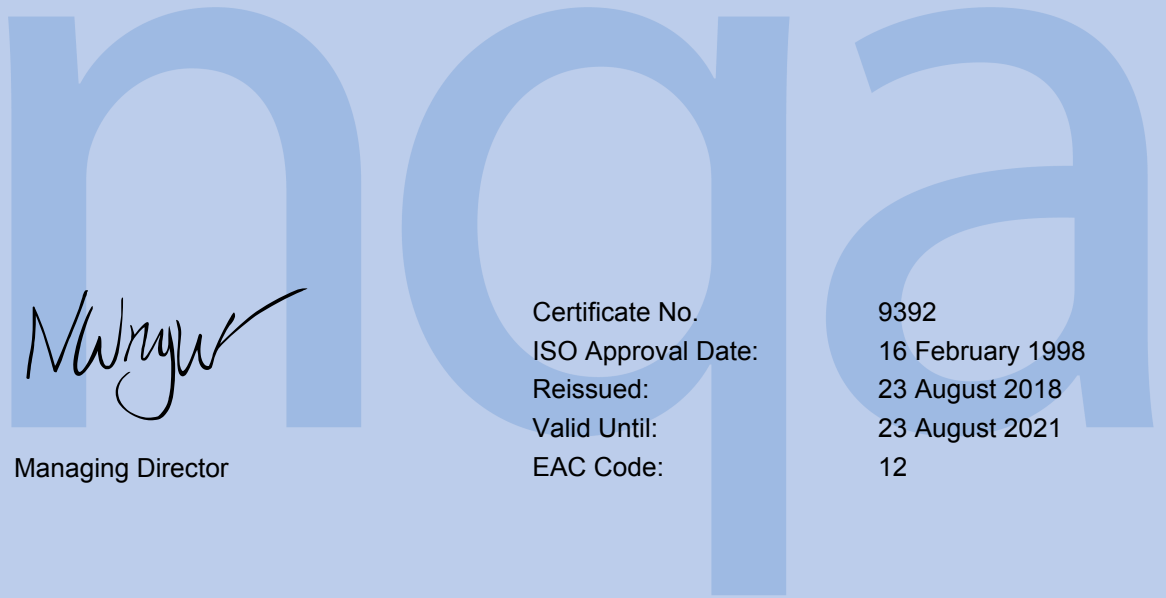 nqa
Certificate No. 9392
ISO Approval Date: 16 February 1998
Reissued: 23 August 2018
Valid Until: 23 August 2021
Managing Director EAC Code: 12